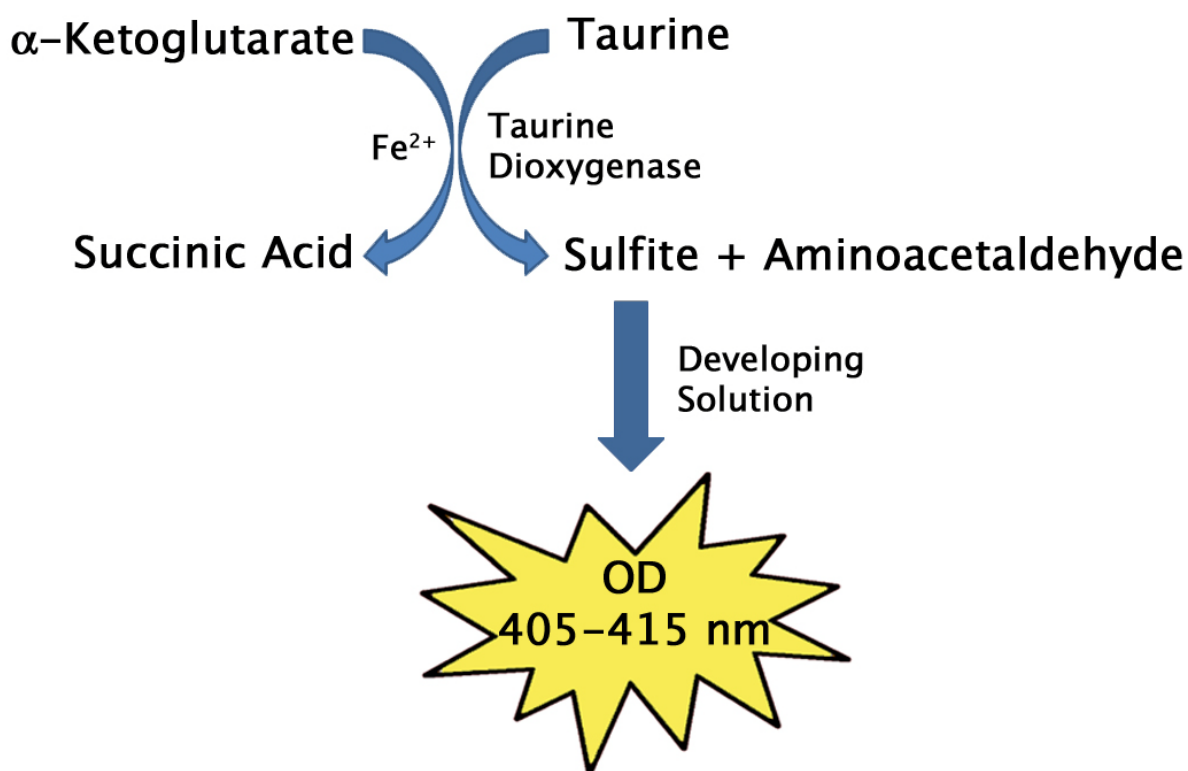 α-Ketoglutarate
Taurine
Fe²⁺
Taurine
Dioxygenase
Succinic Acid
Sulfite + Aminoacetaldehyde
Developing
Solution
OD
405-415 nm